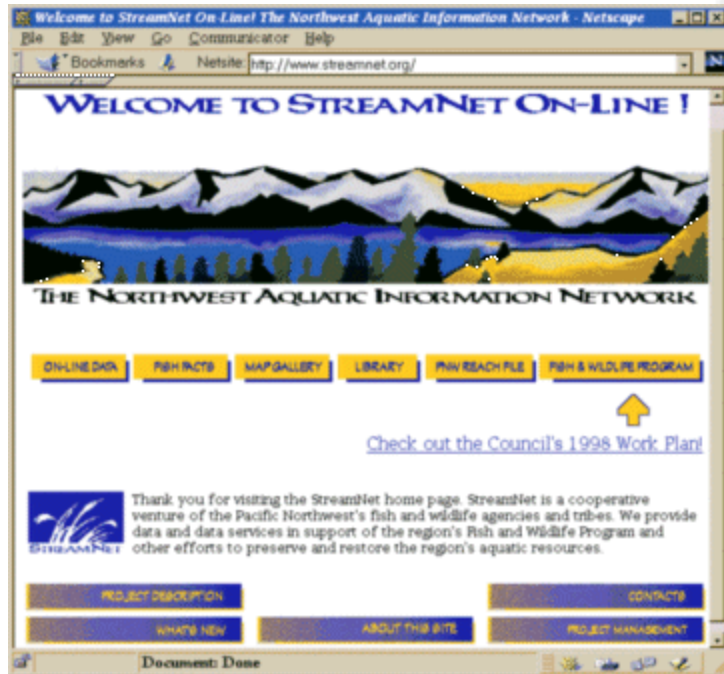 Welcome to StreamNet On-Line! The Northwest Aquatic Information Network - Netscape
File Edit View Go Communicator Help
Bookmarks Netsite: http://www.streamnet.org/
WELCOME TO STREAMNET ON-LINE !
THE NORTHWEST AQUATIC INFORMATION NETWORK
ON-LINE DATA FISH FACTS MAP GALLERY LIBRARY PNW REACH FILE FISH & WILDLIFE PROGRAM
Check out the Council's 1998 Work Plan!
Thank you for visiting the StreamNet home page. StreamNet is a cooperative
venture of the Pacific Northwest's fish and wildlife agencies and tribes. We provide
data and data services in support of the region's Fish and Wildlife Program and
other efforts to preserve and restore the region's aquatic resources.
STREAMNET
PROJECT DESCRIPTION CONTACTS
WHAT'S NEW ABOUT THIS SITE PROJECT MANAGEMENT
Document: Done